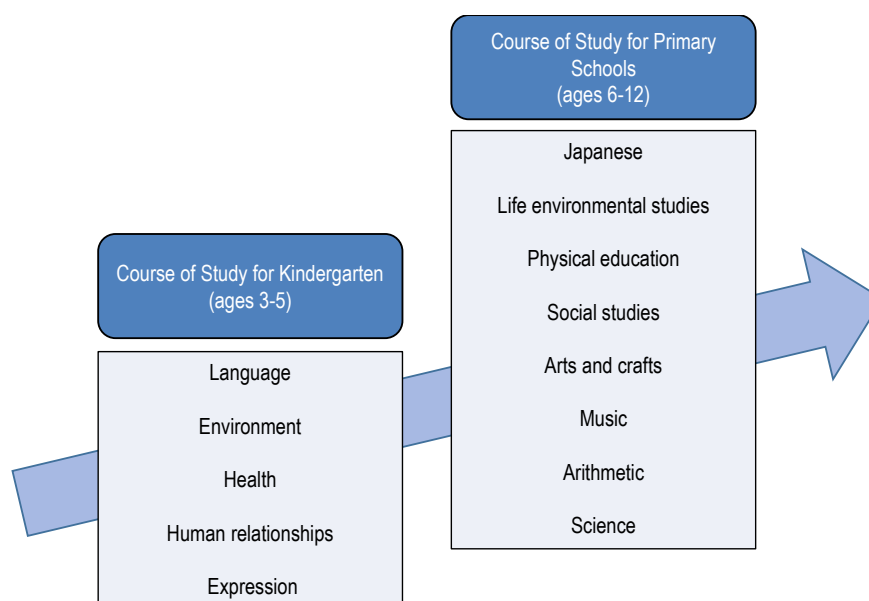 Course of Study for Primary
Schools
(ages 6-12)
Japanese
Life environmental studies
Physical education
Social studies
Arts and crafts
Music
Arithmetic
Science
Course of Study for Kindergarten
(ages 3-5)
Language
Environment
Health
Human relationships
Expression